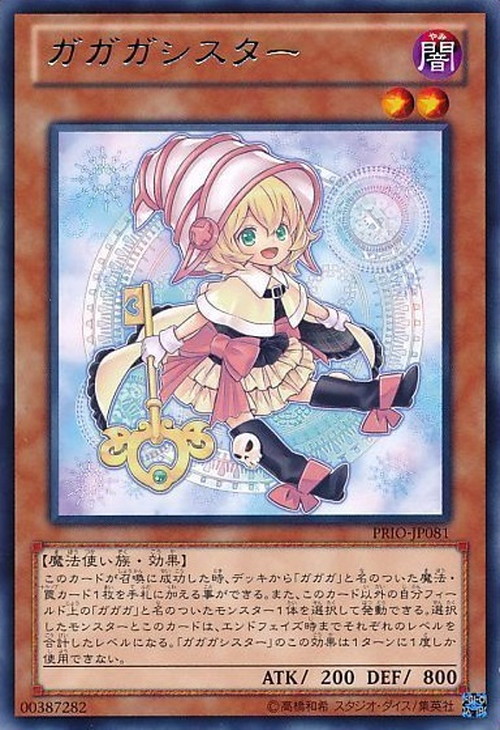 ガガガシスター
闇
やみ
PRIO-JP081
【魔法使い族・効果】
このカードが召喚に成功した時、デッキから「ガガガ」と名のついた魔法・
罠カード1枚を手札に加える事ができる。また、このカード以外の自分フィー
ルド上の「ガガガ」と名のついたモンスター1体を選択して発動できる。選択
したモンスターとこのカードは、エンドフェイズ時までそれぞれのレベルを
合計したレベルになる。「ガガガシスター」のこの効果は1ターンに1度しか
使用できない。
ATK/ 200 DEF/ 800
00387282
©高橋和希 スタジオ・ダイス/集英社